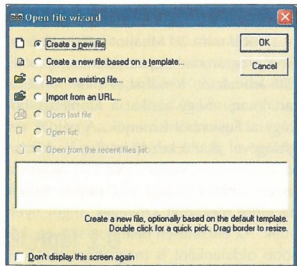 Open file wizard
Create a new file
OK
Create a new file based on a template...
Cancel
Open an existing file...
Import from an URL...
Open last file
Open list:
Open from the recent files list:
Create a new file, optionally based on the default template.
Double click for a quick pick. Drag border to resize.
Don't display this screen again